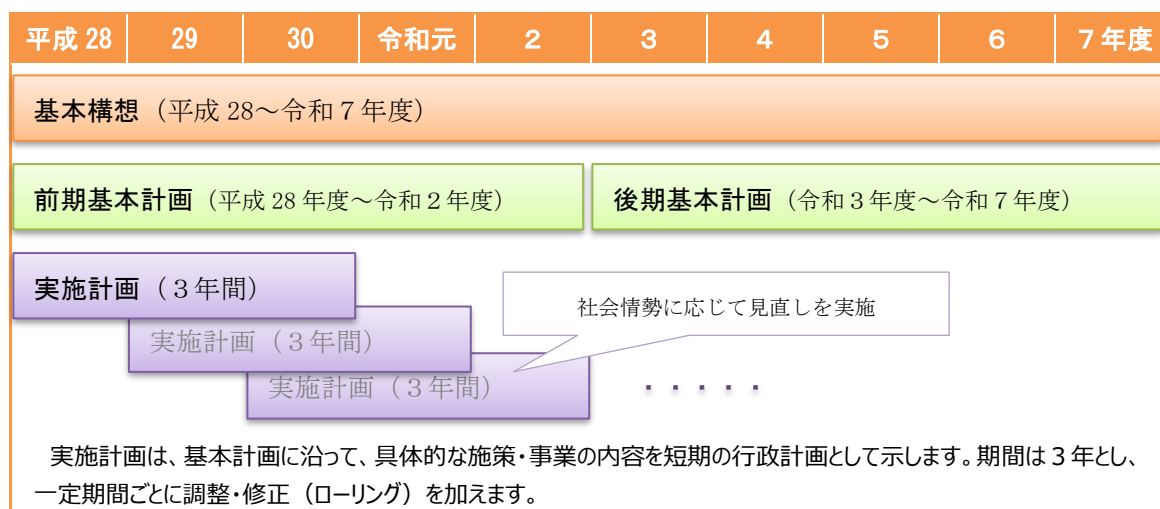 平成 28 29 30 令和元 2 3 4 5 6 7年度
基本構想（平成 28～令和７年度）
前期基本計画（平成 28 年度～令和２年度） 後期基本計画（令和３年度～令和７年度）
実施計画（３年間）
社会情勢に応じて見直しを実施
実施計画（３年間）
実施計画（３年間）
・・・・・
実施計画は、基本計画に沿って、具体的な施策・事業の内容を短期の行政計画として示します。期間は３年とし、
一定期間ごとに調整・修正（ローリング）を加えます。